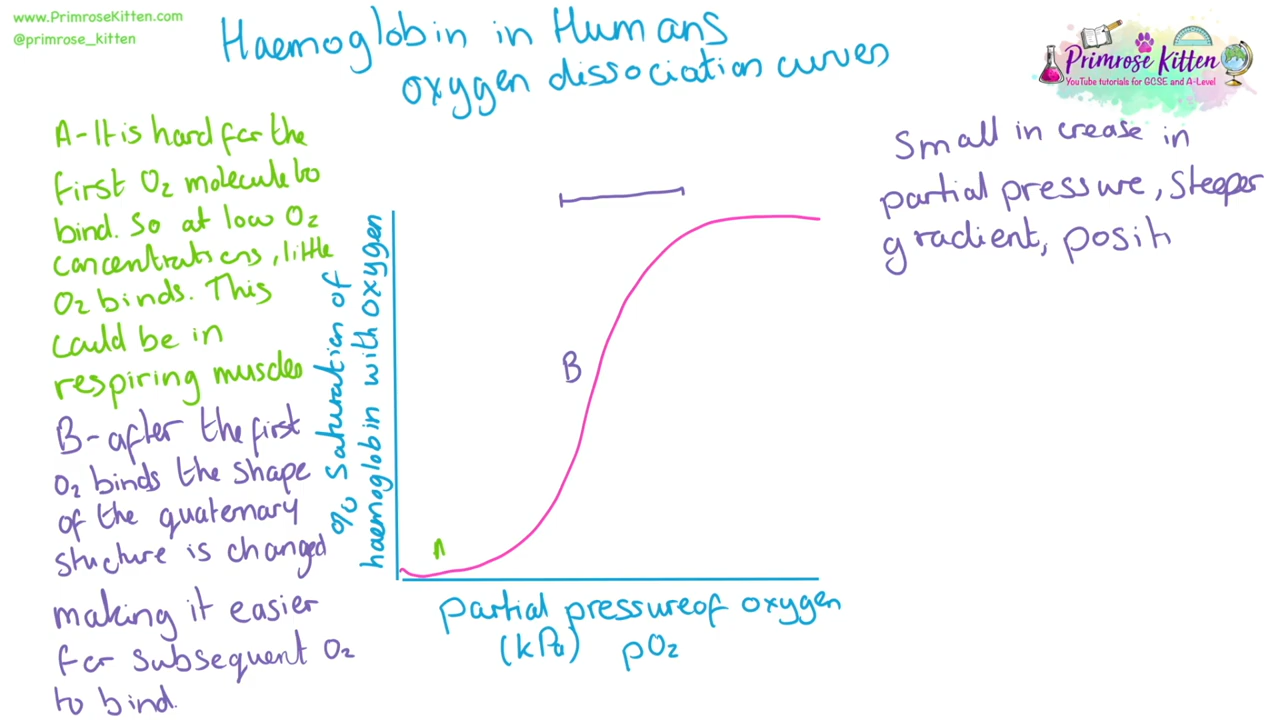 www.PrimroseKitten.com
@primrose_kitten
Haemoglobin in Humans
oxygen dissociation curves
Primrose Kitten
YouTube tutorials for GCSE and A-Level
A - It is hard for the
first O₂ molecule to
bind. So at low O₂
concentrations, little
O₂ binds. This
could be in
respiring muscles
B - after the first
O₂ binds the shape
of the quaternary
stucture is changed
making it easier
for subsequent O₂
to bind.
% Saturation of
haemoglobin with oxygen
A
B
partial pressure of oxygen
(kPa) pO₂
Small in crease in
partial pressure, Steeper
gradient, posit